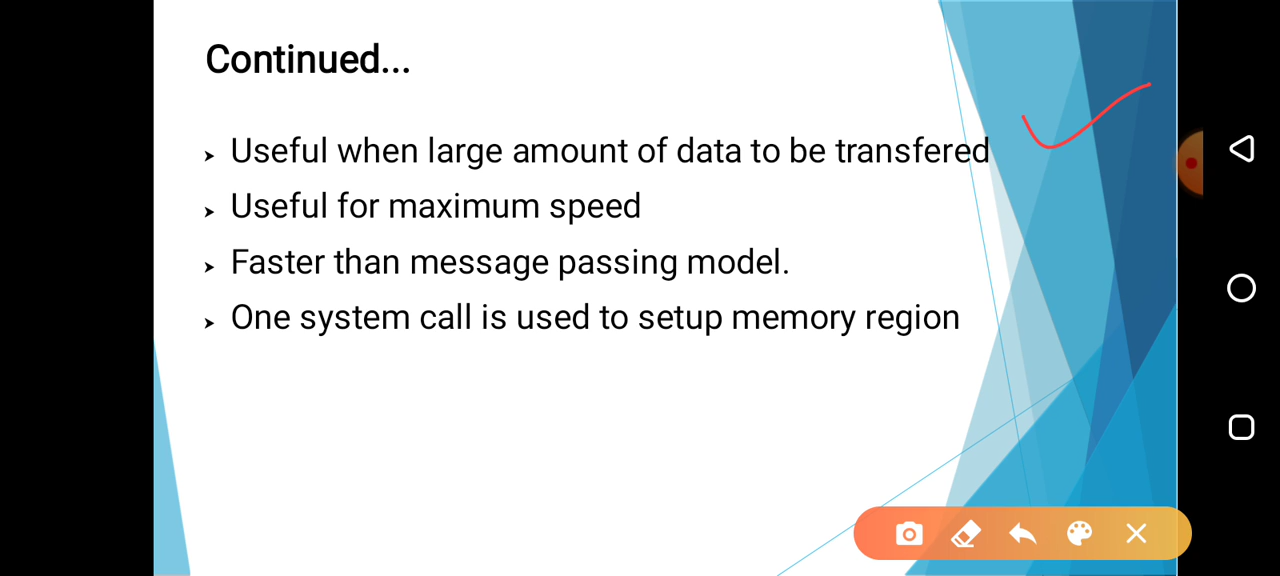 Continued...
Useful when large amount of data to be transfered
Useful for maximum speed
Faster than message passing model.
One system call is used to setup memory region